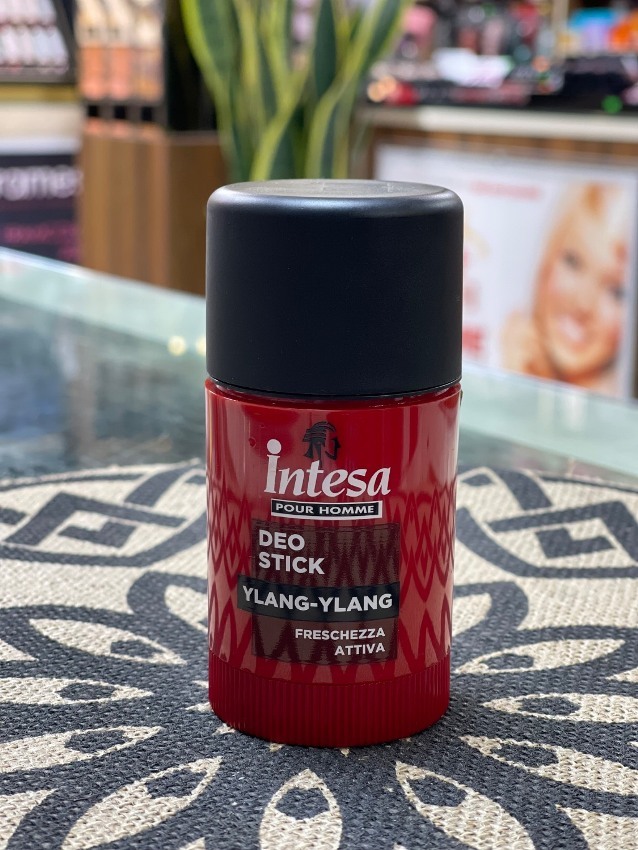 intesa
POUR HOMME
DEO
STICK
YLANG-YLANG
FRESCHEZZA
ATTIVA